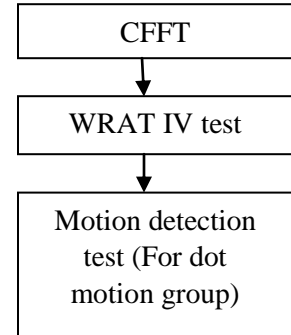 CFFT
WRAT IV test
Motion detection
test (For dot
motion group)